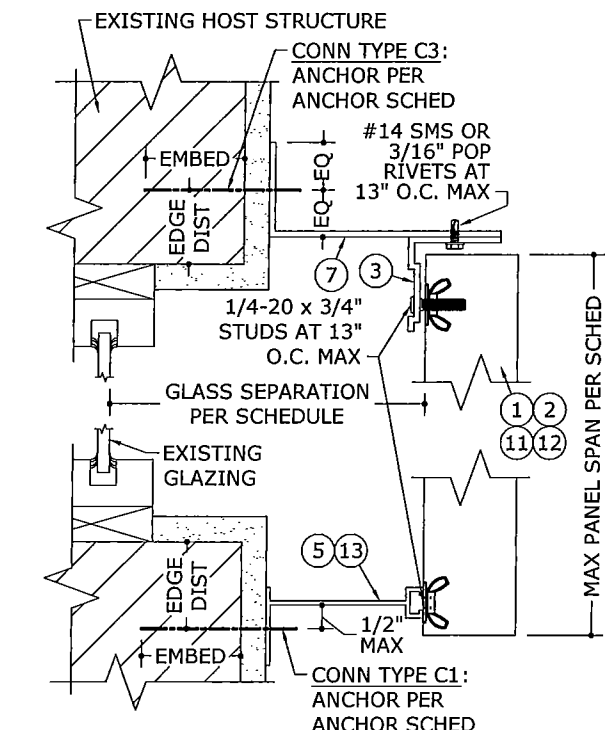 EXISTING HOST STRUCTURE
CONN TYPE C3:
ANCHOR PER
ANCHOR SCHED
#14 SMS OR
3/16" POP
RIVETS AT
13" O.C. MAX
EMBED
EQ
EQ
EDGE
DIST
7
3
1/4-20 x 3/4"
STUDS AT 13"
O.C. MAX
GLASS SEPARATION
PER SCHEDULE
1 2
11 12
MAX PANEL SPAN PER SCHED
EXISTING
GLAZING
5 13
EDGE
DIST
1/2"
MAX
EMBED
CONN TYPE C1:
ANCHOR PER
ANCHOR SCHED